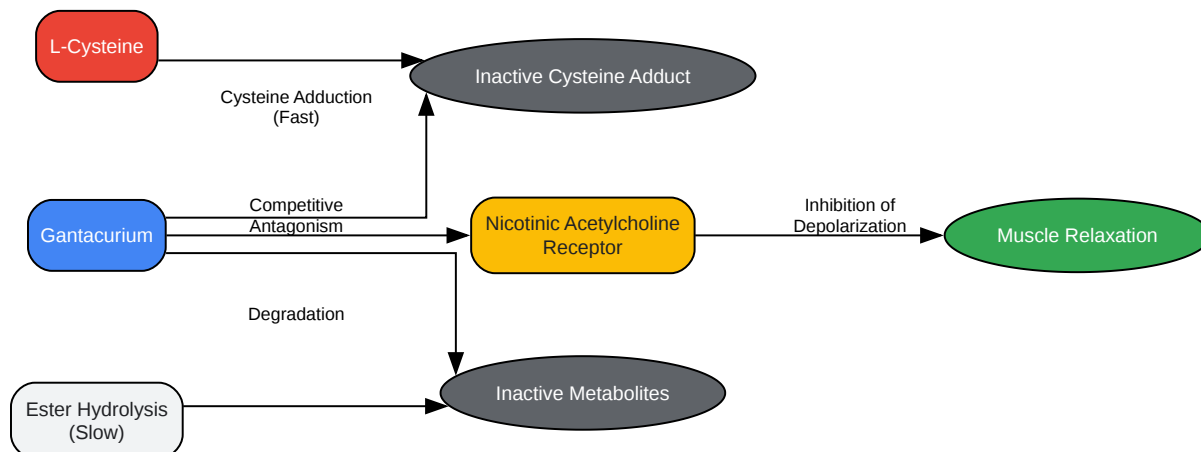 L-Cysteine
Inactive Cysteine Adduct
Cysteine Adduction
(Fast)
Competitive
Antagonism
Gantacurium
Nicotinic Acetylcholine
Receptor
Inhibition of
Depolarization
Muscle Relaxation
Degradation
Inactive Metabolites
Ester Hydrolysis
(Slow)